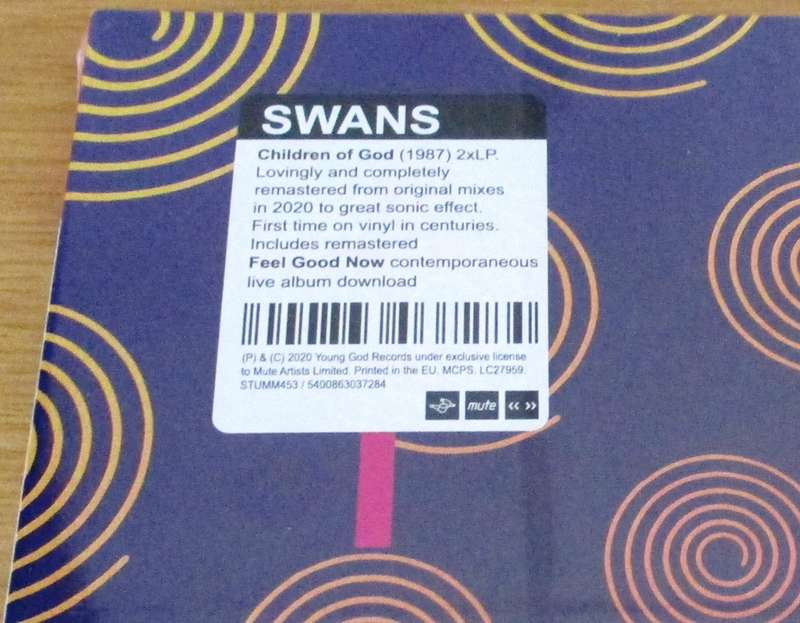 SWANS
Children of God (1987) 2xLP.
Lovingly and completely
remastered from original mixes
in 2020 to great sonic effect.
First time on vinyl in centuries.
Includes remastered
Feel Good Now contemporaneous
live album download
(P) & (C) 2020 Young God Records under exclusive license
to Mute Artists Limited. Printed in the EU. MCPS. LC27959.
STUMM453 / 5400863037284
mute